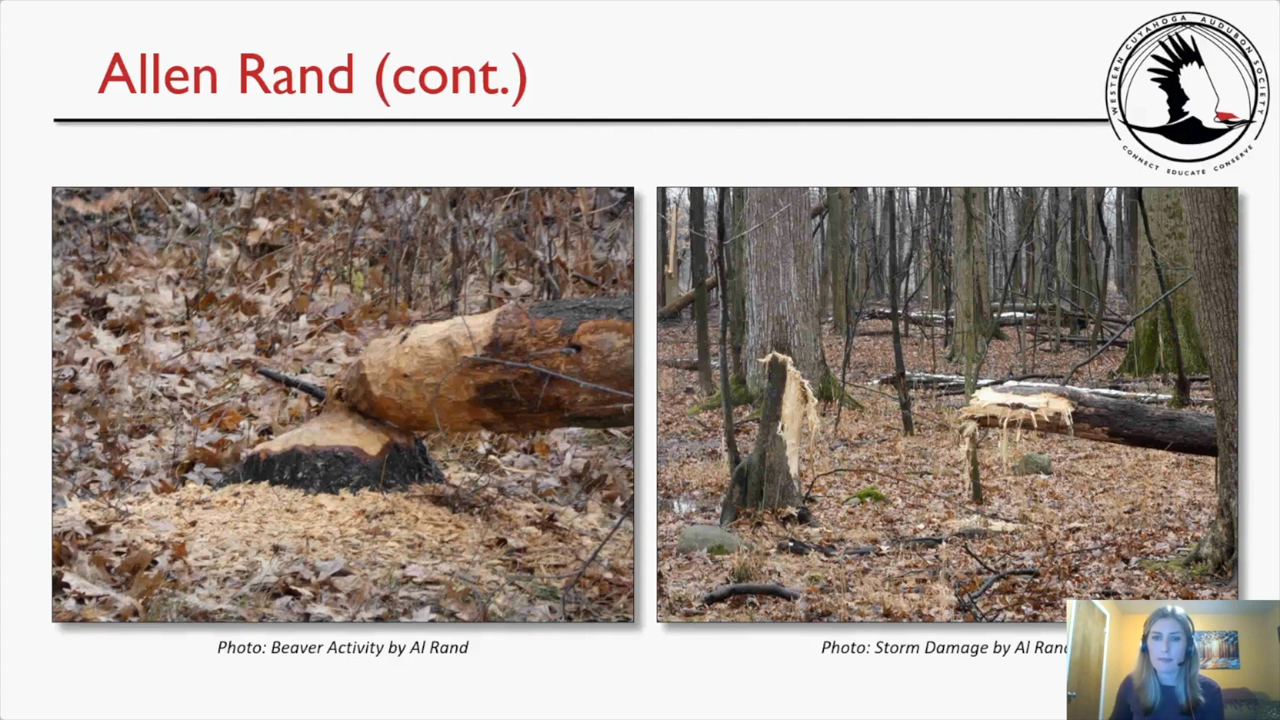 Allen Rand (cont.)
WESTERN CUYAHOGA AUDUBON SOCIETY
CONNECT EDUCATE CONSERVE
Photo: Beaver Activity by Al Rand
Photo: Storm Damage by Al Rand